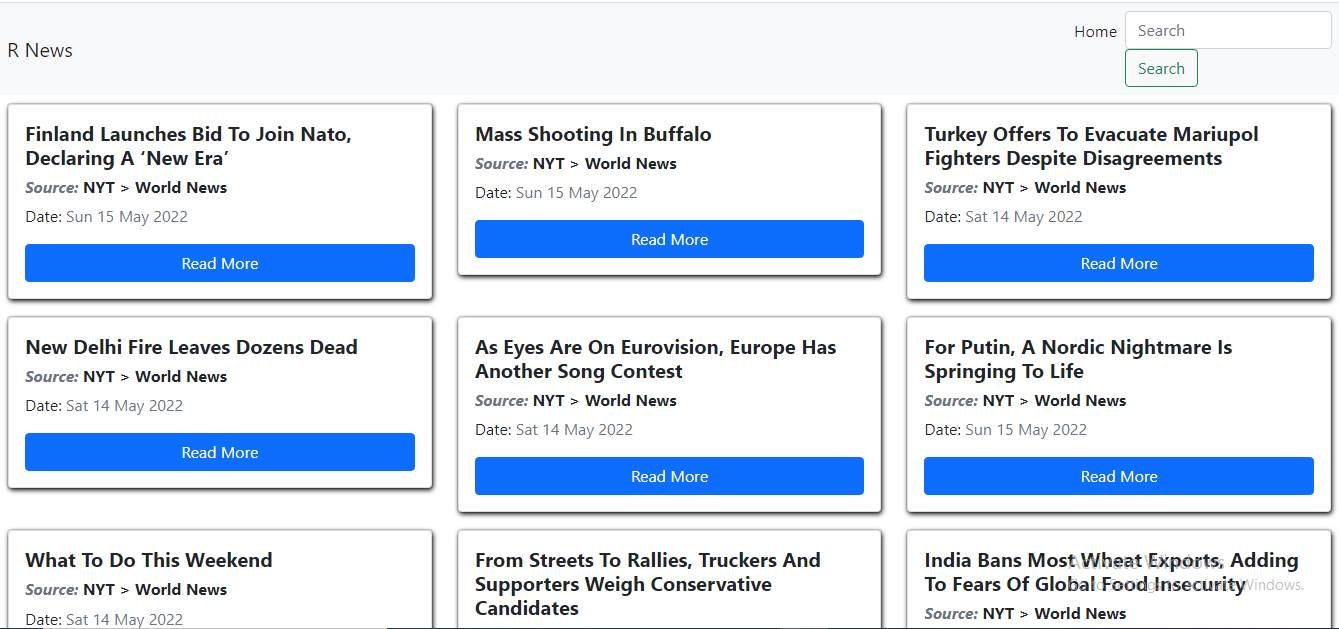 R News
Home
Search
Search
Finland Launches Bid To Join Nato,
Declaring A ‘New Era’
Source: NYT > World News
Date: Sun 15 May 2022
Read More
Mass Shooting In Buffalo
Source: NYT > World News
Date: Sun 15 May 2022
Read More
Turkey Offers To Evacuate Mariupol
Fighters Despite Disagreements
Source: NYT > World News
Date: Sat 14 May 2022
Read More
New Delhi Fire Leaves Dozens Dead
Source: NYT > World News
Date: Sat 14 May 2022
Read More
As Eyes Are On Eurovision, Europe Has
Another Song Contest
Source: NYT > World News
Date: Sat 14 May 2022
Read More
For Putin, A Nordic Nightmare Is
Springing To Life
Source: NYT > World News
Date: Sun 15 May 2022
Read More
What To Do This Weekend
Source: NYT > World News
Date: Sat 14 May 2022
From Streets To Rallies, Truckers And
Supporters Weigh Conservative
Candidates
India Bans Most Wheat Exports, Adding
To Fears Of Global Food Insecurity
Source: NYT > World News
Activate Windows
Go to Settings to activate Windows.